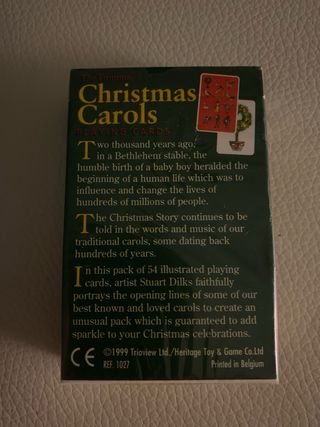 The Famous
Christmas
Carols
PLAYING CARDS
Two thousand years ago,
in a Bethlehem stable, the
humble birth of a baby boy heralded the
beginning of a human life which was to
influence and change the lives of
hundreds of millions of people.
The Christmas Story continues to be
told in the words and music of our
traditional carols, some dating back
hundreds of years.
In this pack of 54 illustrated playing
cards, artist Stuart Dilks faithfully
portrays the opening lines of some of our
best known and loved carols to create an
unusual pack which is guaranteed to add
sparkle to your Christmas celebrations.
CE ©1999 Trioview Ltd./Heritage Toy & Game Co.Ltd
REF. 1027 Printed in Belgium